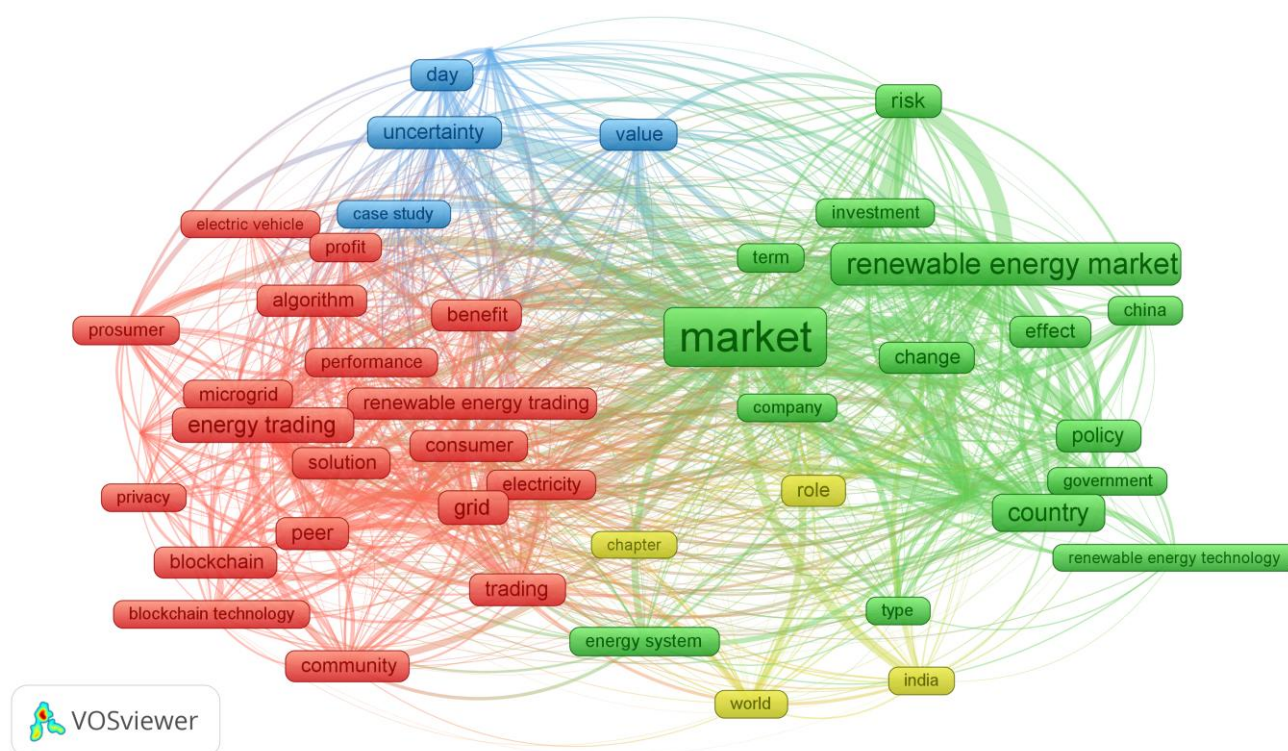 day
risk
uncertainty
value
case study
investment
electric vehicle
profit
term
renewable energy market
algorithm
benefit
china
prosumer
market
effect
performance
change
microgrid
renewable energy trading
company
energy trading
consumer
policy
solution
electricity
role
government
privacy
grid
country
peer
chapter
blockchain
renewable energy technology
trading
blockchain technology
type
energy system
community
india
world
VOSviewer